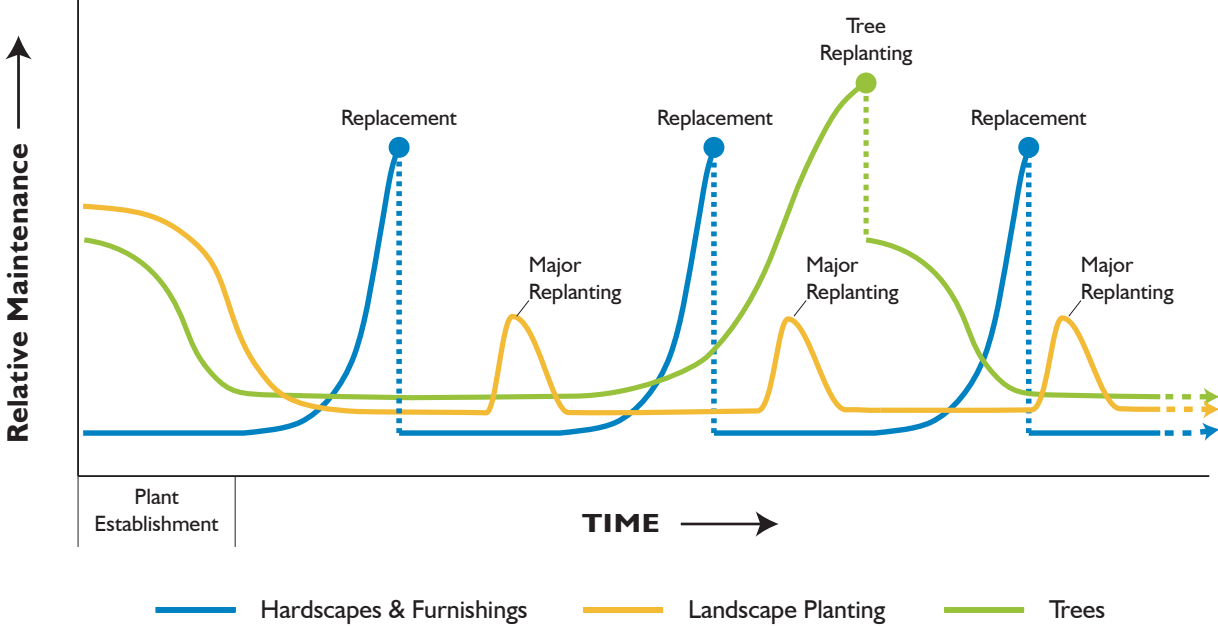 Relative Maintenance
Tree
Replanting
Replacement
Replacement
Replacement
Major
Replanting
Major
Replanting
Major
Replanting
Plant
Establishment
TIME
Hardscapes & Furnishings
Landscape Planting
Trees